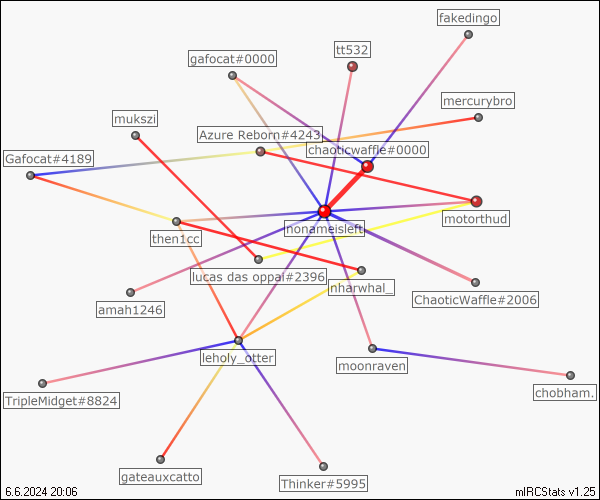 fakedingo
gafocat#0000
tt532
mercurybro
mukszi
Azure Reborn#4243
chaoticwaffle#0000
Gafocat#4189
motorthud
nonameisleft
then1cc
lucas das oppai#2396
nharwhal_
ChaoticWaffle#2006
amah1246
leholy_otter
moonraven
chobham.
TripleMidget#8824
gateauxcatto
Thinker#5995
6.6.2024 20:06
mIRCStats v1.25